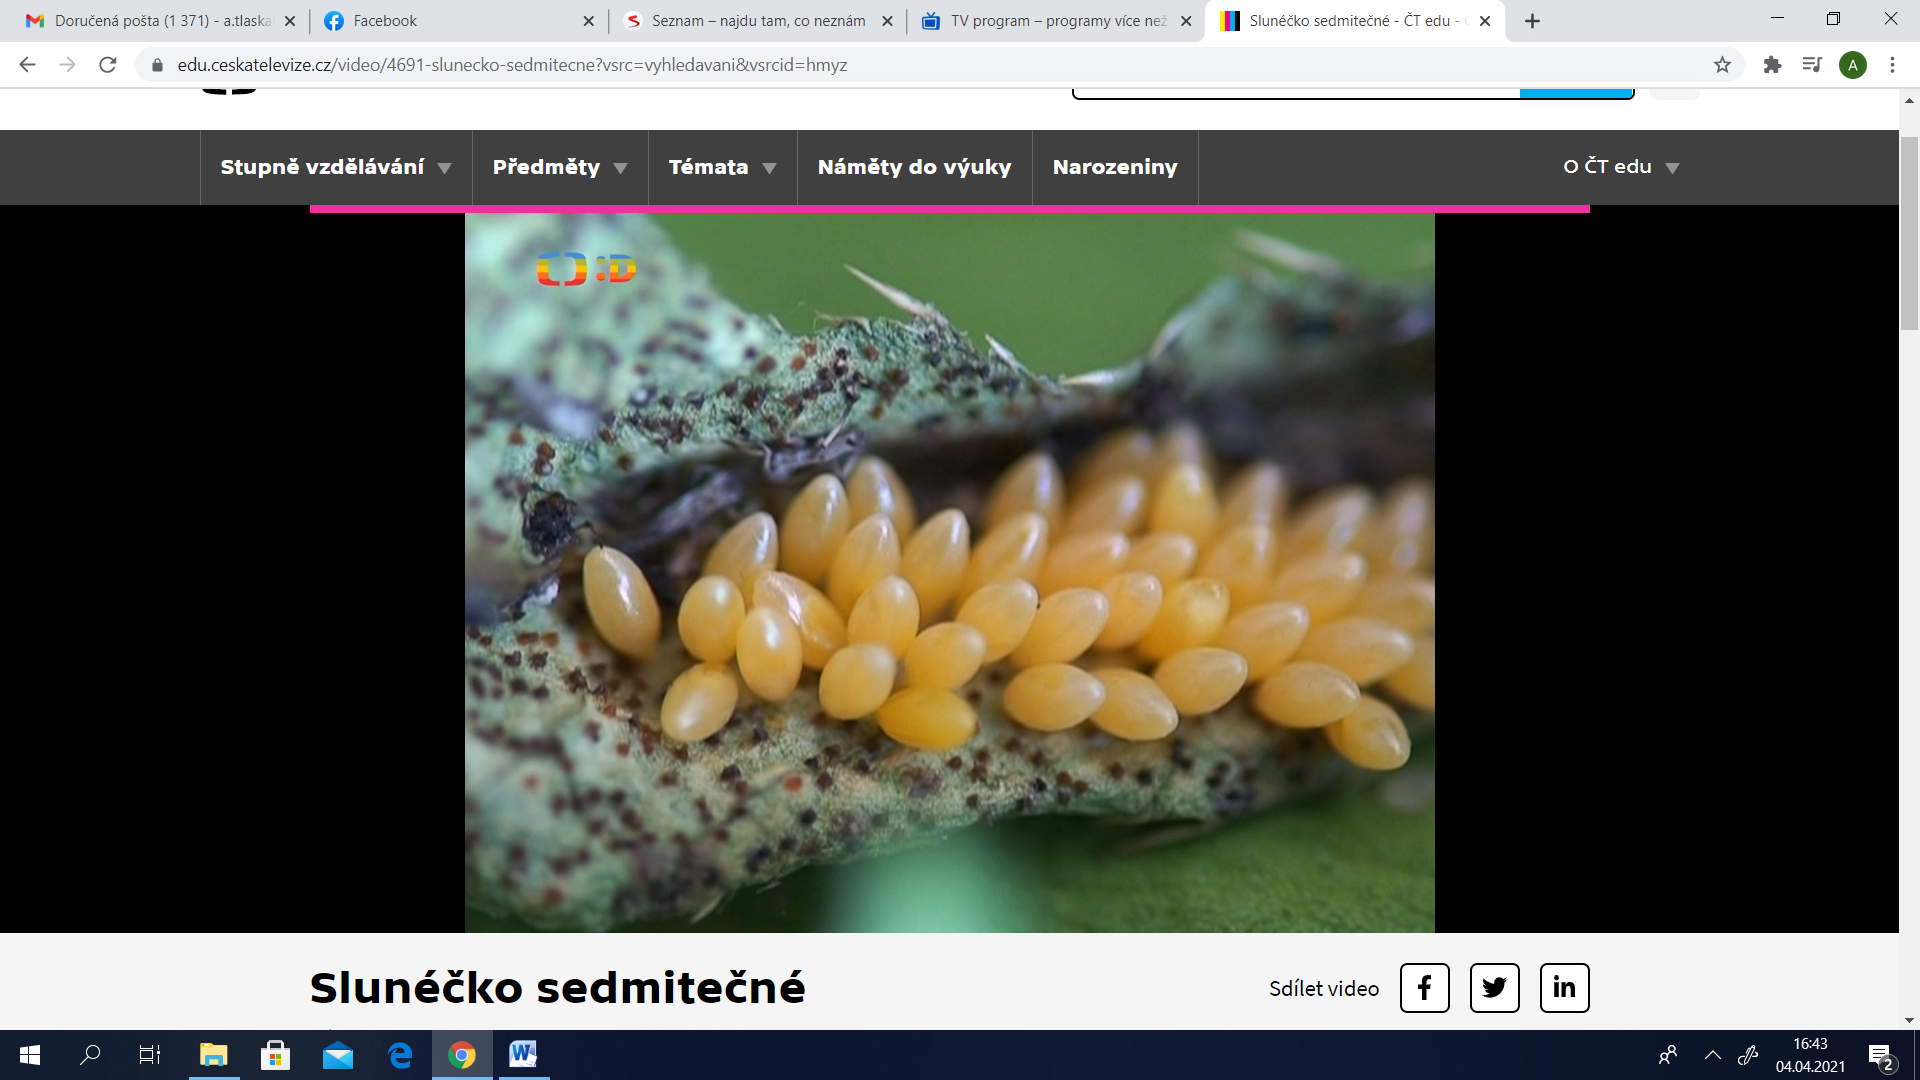 Doručená pošta (1 371) - a.tlaska
Facebook
Seznam – najdu tam, co neznám
TV program – programy více než
Slunéčko sedmitečné - ČT edu -
edu.ceskatelevize.cz/video/4691-slunecko-sedmitecne?vsrc=vyhledavani&vsrcid=hmyz
A
Stupně vzdělávání
Předměty
Témata
Náměty do výuky
Narozeniny
O ČT edu
:D
Slunéčko sedmitečné
Sdílet video
16:43
04.04.2021
2